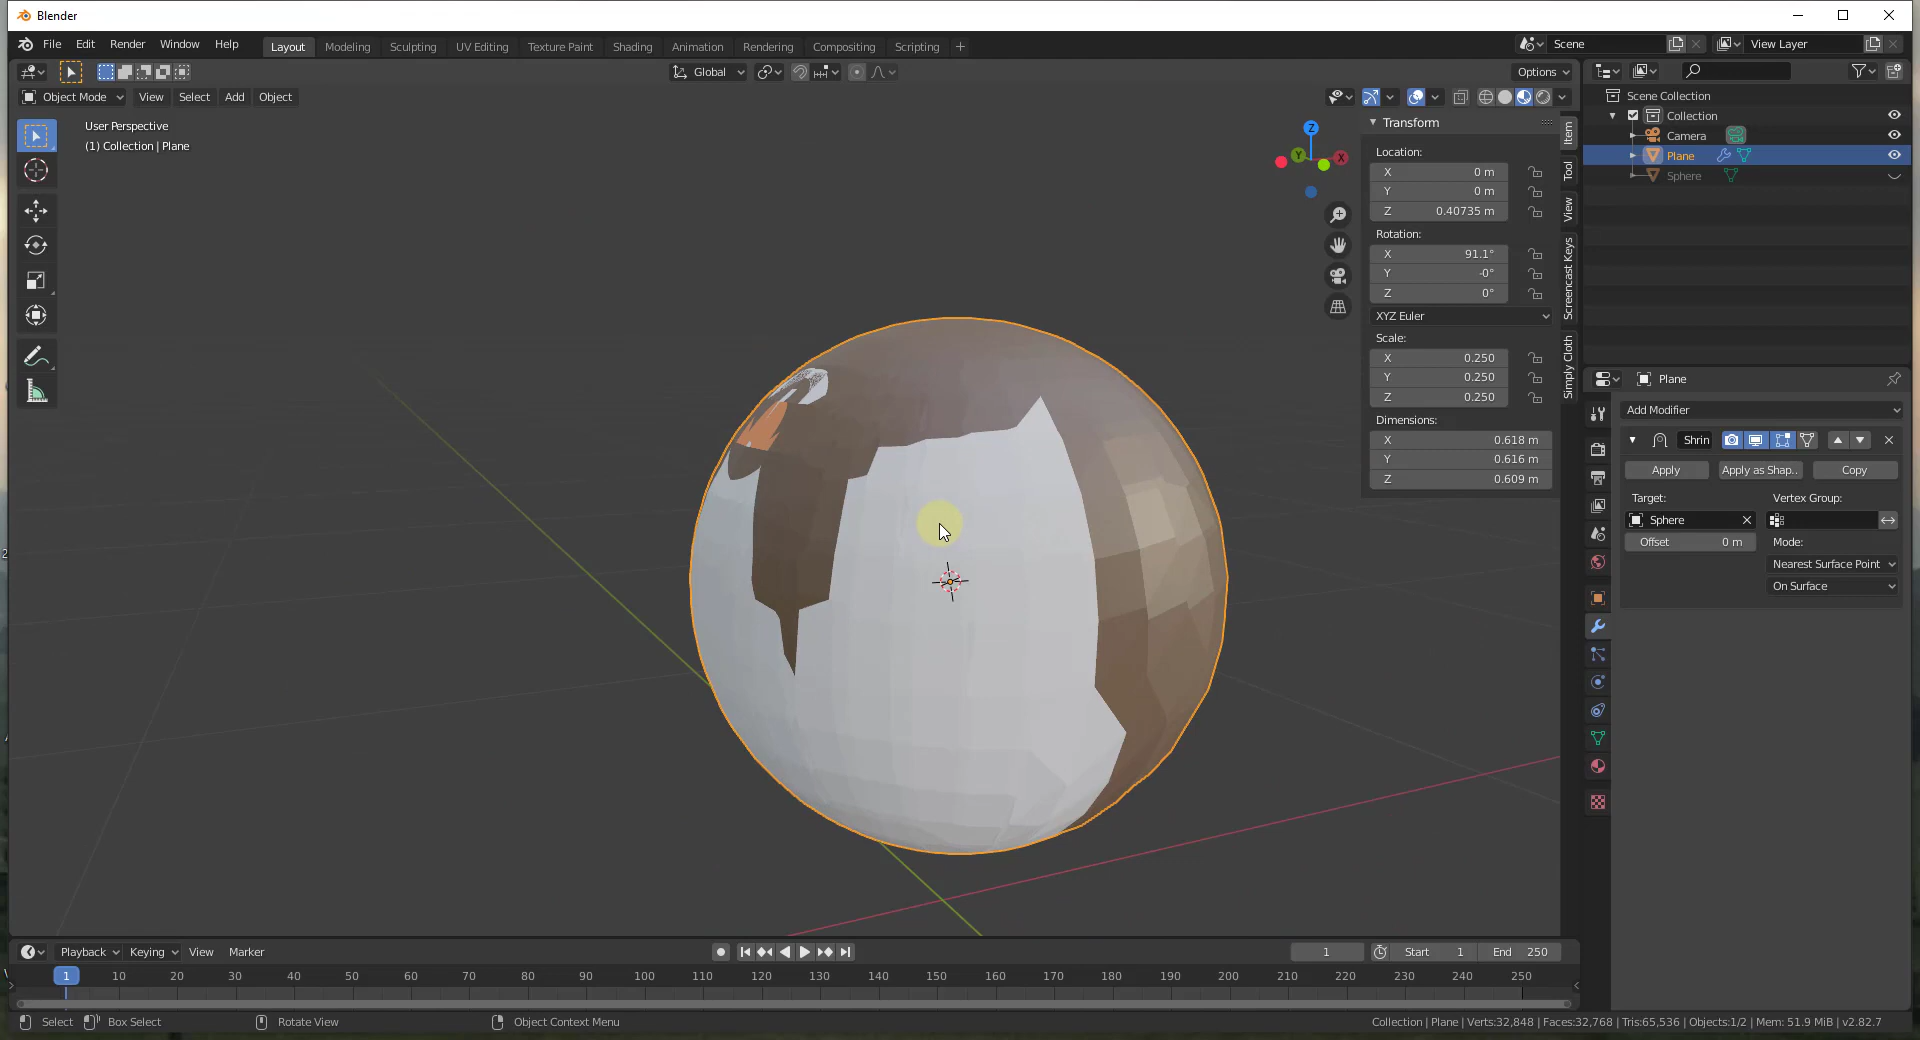 Blender
File Edit Render Window Help
Layout Modeling Sculpting UV Editing Texture Paint Shading Animation Rendering Compositing Scripting +
Scene
View Layer
Global
Options
Object Mode View Select Add Object
User Perspective
(1) Collection | Plane
Z
Y
X
Transform
Location:
X 0 m
Y 0 m
Z 0.40735 m
Rotation:
X 91.1°
Y -0°
Z 0°
XYZ Euler
Scale:
X 0.250
Y 0.250
Z 0.250
Dimensions:
X 0.618 m
Y 0.616 m
Z 0.609 m
Item
Tool
View
Screencast Keys
Simply Cloth
Scene Collection
Collection
Camera
Plane
Sphere
Plane
Add Modifier
Shrin
Apply Apply as Shap.. Copy
Target: Vertex Group:
Sphere
Offset 0 m Mode:
Nearest Surface Point
On Surface
Playback Keying View Marker
1 Start 1 End 250
1 10 20 30 40 50 60 70 80 90 100 110 120 130 140 150 160 170 180 190 200 210 220 230 240 250
Select Box Select Rotate View Object Context Menu
Collection | Plane | Verts:32,848 | Faces:32,768 | Tris:65,536 | Objects:1/2 | Mem: 51.9 MiB | v2.82.7